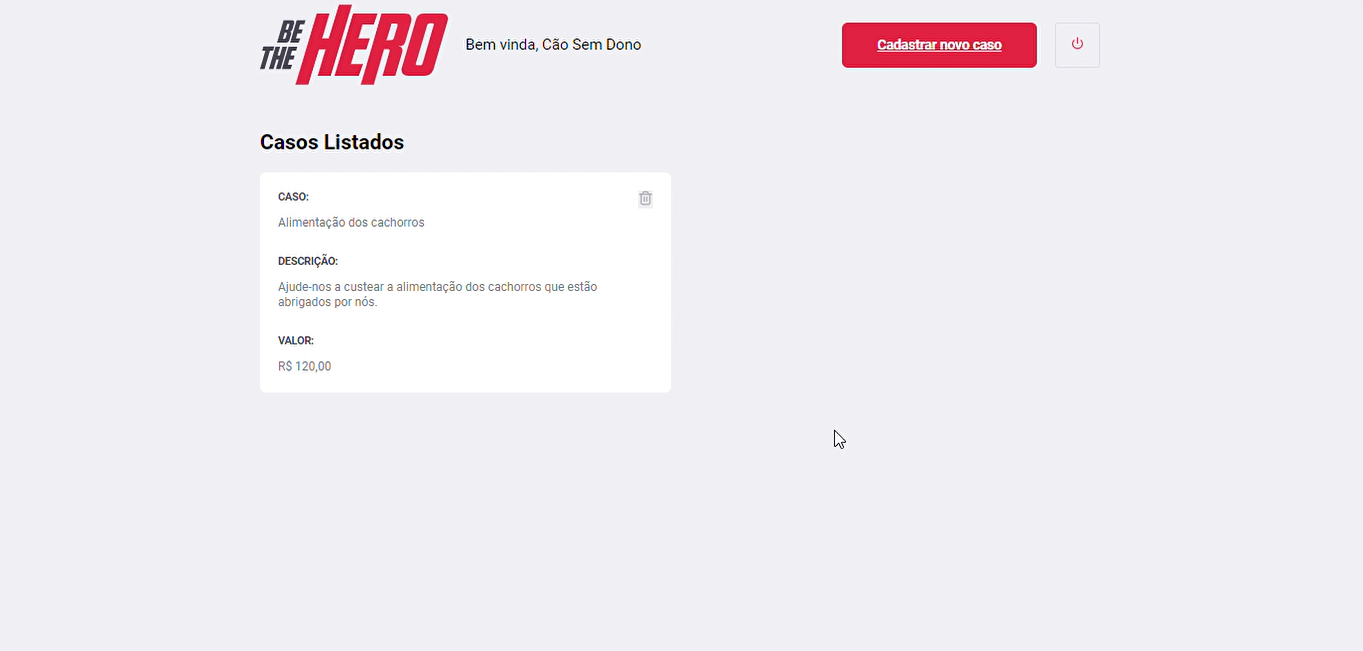 BE
THE
HERO
Bem vinda, Cão Sem Dono
Cadastrar novo caso
Casos Listados
CASO:
Alimentação dos cachorros
DESCRIÇÃO:
Ajude-nos a custear a alimentação dos cachorros que estão
abrigados por nós.
VALOR:
R$ 120,00